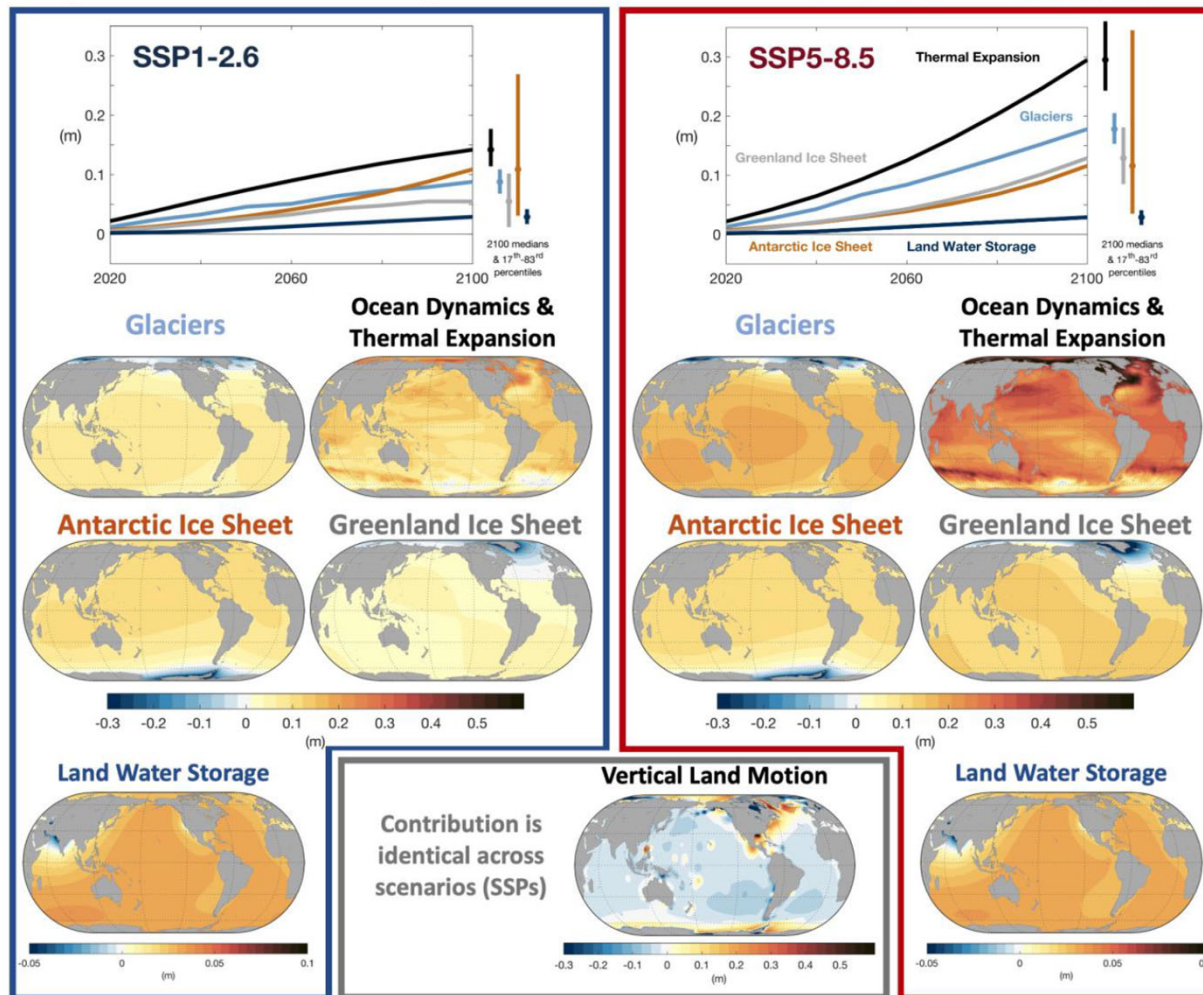 SSP1-2.6
0.3
0.2
(m)
0.1
0
2020
2060
2100
2100 medians
& 17th-83rd
percentiles
Glaciers
Ocean Dynamics &
Thermal Expansion
Antarctic Ice Sheet
Greenland Ice Sheet
-0.3 -0.2 -0.1 0 0.1 0.2 0.3 0.4 0.5
(m)
Land Water Storage
-0.05 0 0.05 0.1
(m)
SSP5-8.5
Thermal Expansion
Glaciers
Greenland Ice Sheet
Antarctic Ice Sheet
Land Water Storage
0.3
0.2
(m)
0.1
0
2020
2060
2100
2100 medians
& 17th-83rd
percentiles
Glaciers
Ocean Dynamics &
Thermal Expansion
Antarctic Ice Sheet
Greenland Ice Sheet
-0.3 -0.2 -0.1 0 0.1 0.2 0.3 0.4 0.5
(m)
Contribution is
identical across
scenarios (SSPs)
Vertical Land Motion
-0.3 -0.2 -0.1 0 0.1 0.2 0.3 0.4 0.5
(m)
Land Water Storage
-0.05 0 0.05
(m)